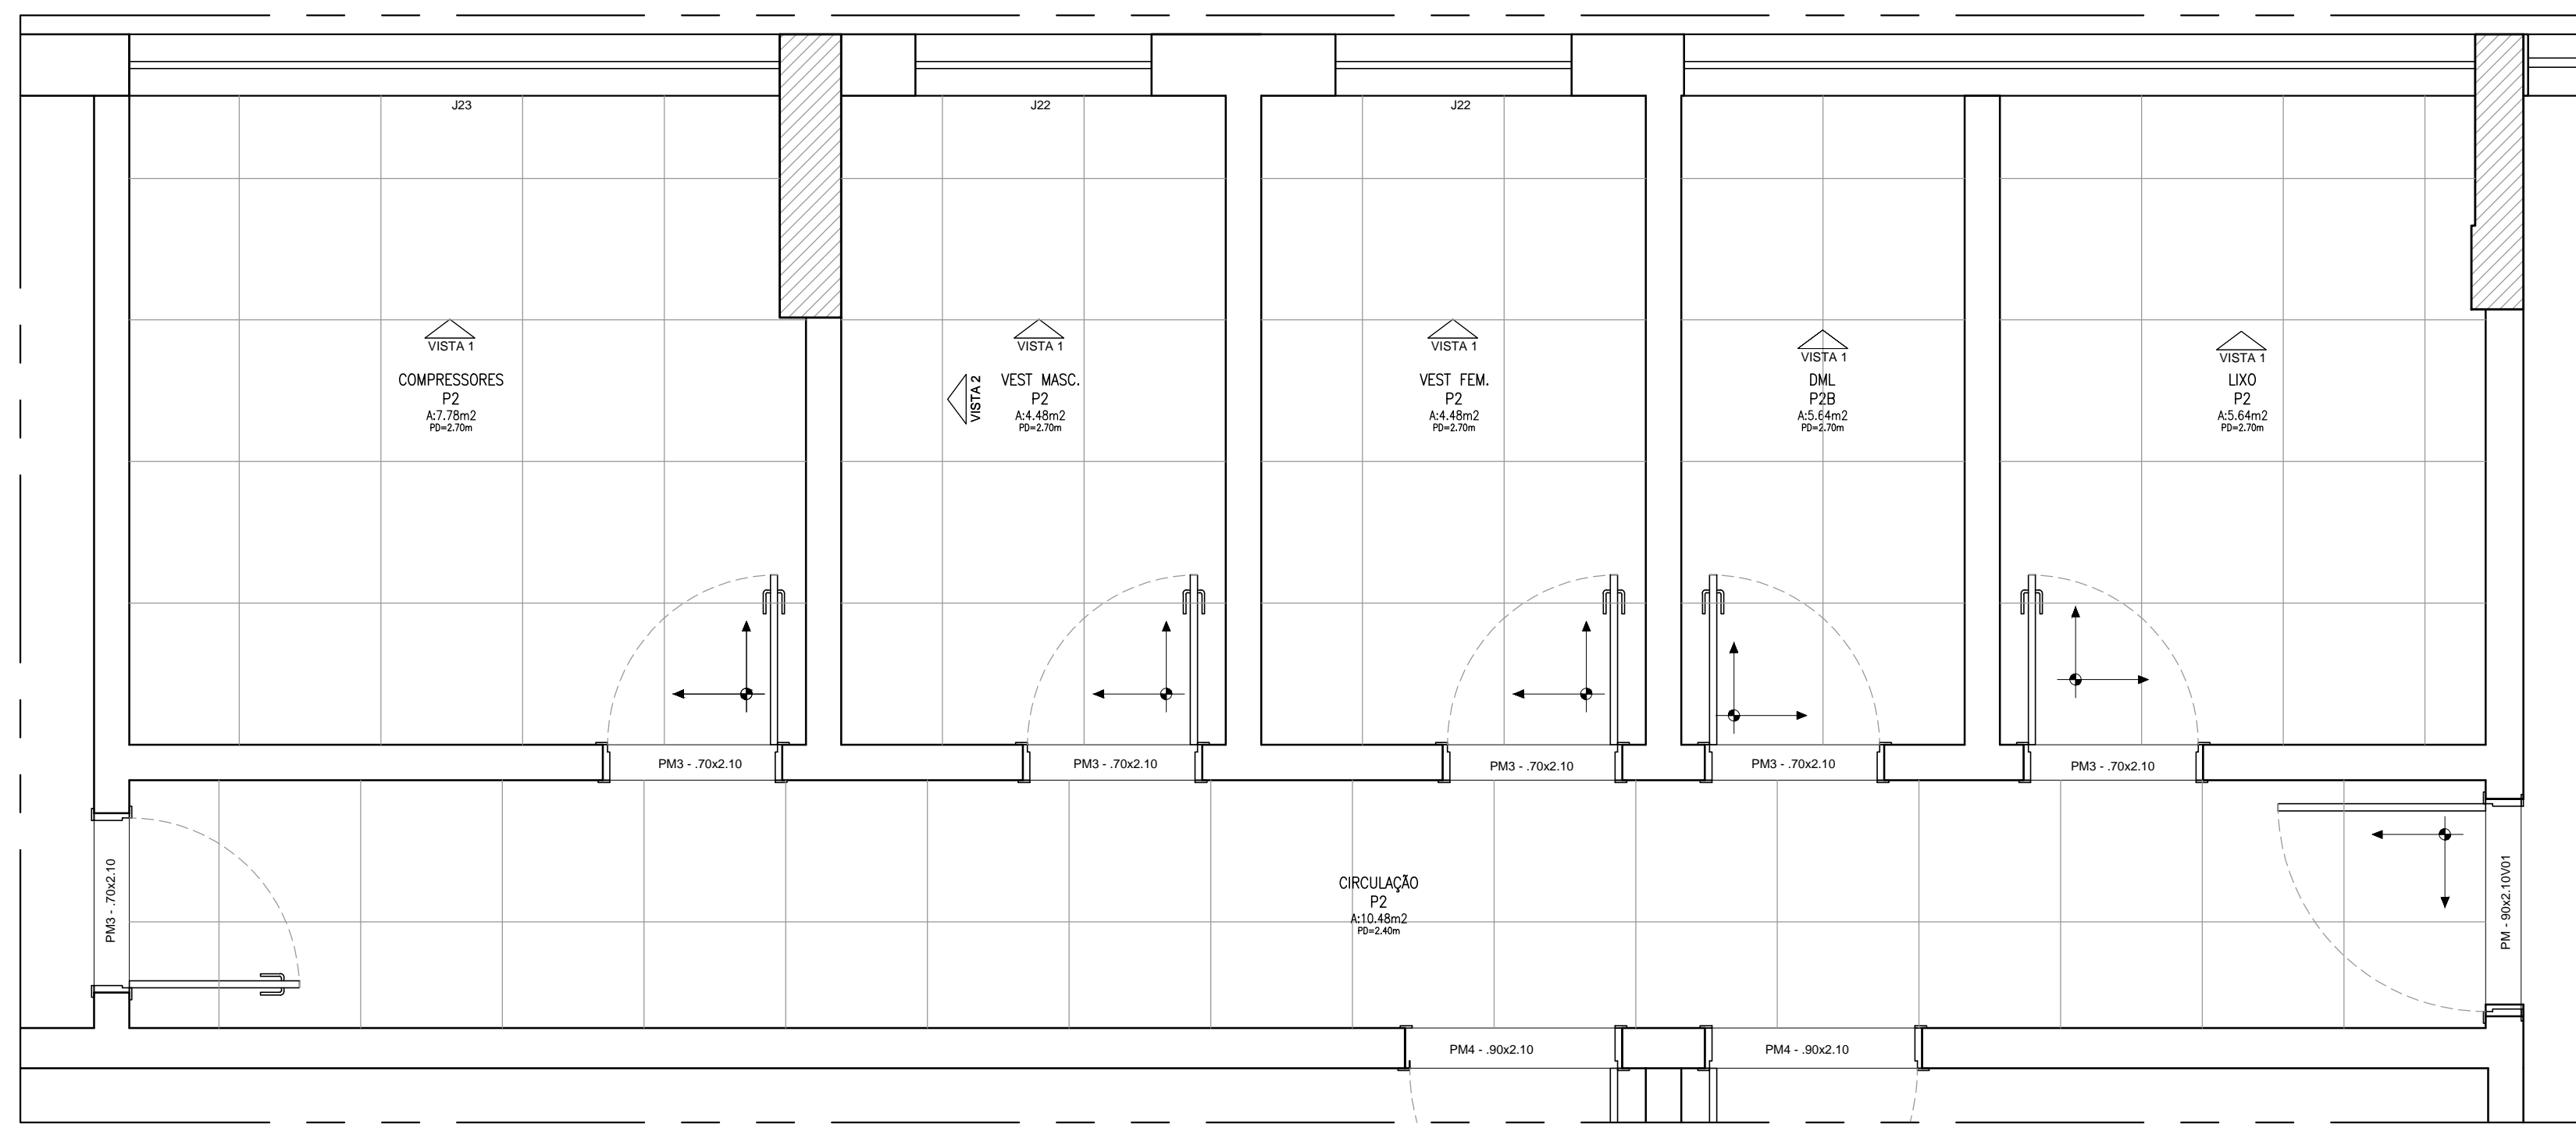 J23
J22
J22
VISTA 1
COMPRESSORES
P2
A:7.78m2
PD=2.70m
VISTA 1
VISTA 2
VEST MASC.
P2
A:4.48m2
PD=2.70m
VISTA 1
VEST FEM.
P2
A:4.48m2
PD=2.70m
VISTA 1
DML
P2B
A:5.64m2
PD=2.70m
VISTA 1
LIXO
P2
A:5.64m2
PD=2.70m
PM3 - .70x2.10
PM3 - .70x2.10
PM3 - .70x2.10
PM3 - .70x2.10
PM3 - .70x2.10
PM3 - .70x2.10
CIRCULAÇÃO
P2
A:10.48m2
PD=2.40m
PM - 90x2.10V01
PM4 - .90x2.10
PM4 - .90x2.10